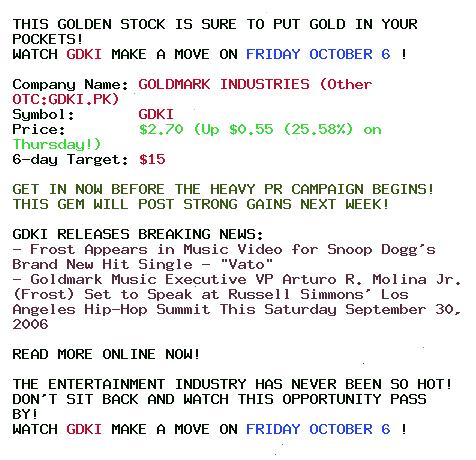 THIS GOLDEN STOCK IS SURE TO PUT GOLD IN YOUR
POCKETS!
WATCH GDKI MAKE A MOVE ON FRIDAY OCTOBER 6 !
Company Name: GOLDMARK INDUSTRIES (Other
OTC:GDKI.PK)
Symbol: GDKI
Price: $2.70 (Up $0.55 (25.58%) on
Thursday!)
6-day Target: $15
GET IN NOW BEFORE THE HEAVY PR CAMPAIGN BEGINS!
THIS GEM WILL POST STRONG GAINS NEXT WEEK!
GDKI RELEASES BREAKING NEWS:
- Frost Appears in Music Video for Snoop Dogg's
Brand New Hit Single - "Vato"
- Goldmark Music Executive VP Arturo R. Molina Jr.
(Frost) Set to Speak at Russell Simmons' Los
Angeles Hip-Hop Summit This Saturday September 30,
2006
READ MORE ONLINE NOW!
THE ENTERTAINMENT INDUSTRY HAS NEVER BEEN SO HOT!
DON'T SIT BACK AND WATCH THIS OPPORTUNITY PASS
BY!
WATCH GDKI MAKE A MOVE ON FRIDAY OCTOBER 6 !